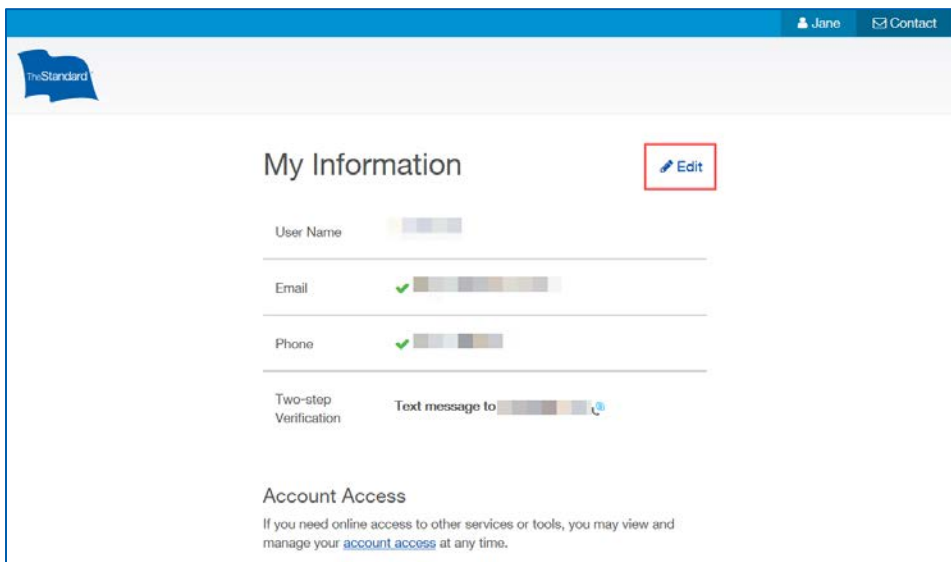 Jane
Contact
TheStandard
My Information
Edit
User Name
Email
Phone
Two-step
Verification
Text message to
Account Access
If you need online access to other services or tools, you may view and
manage your account access at any time.